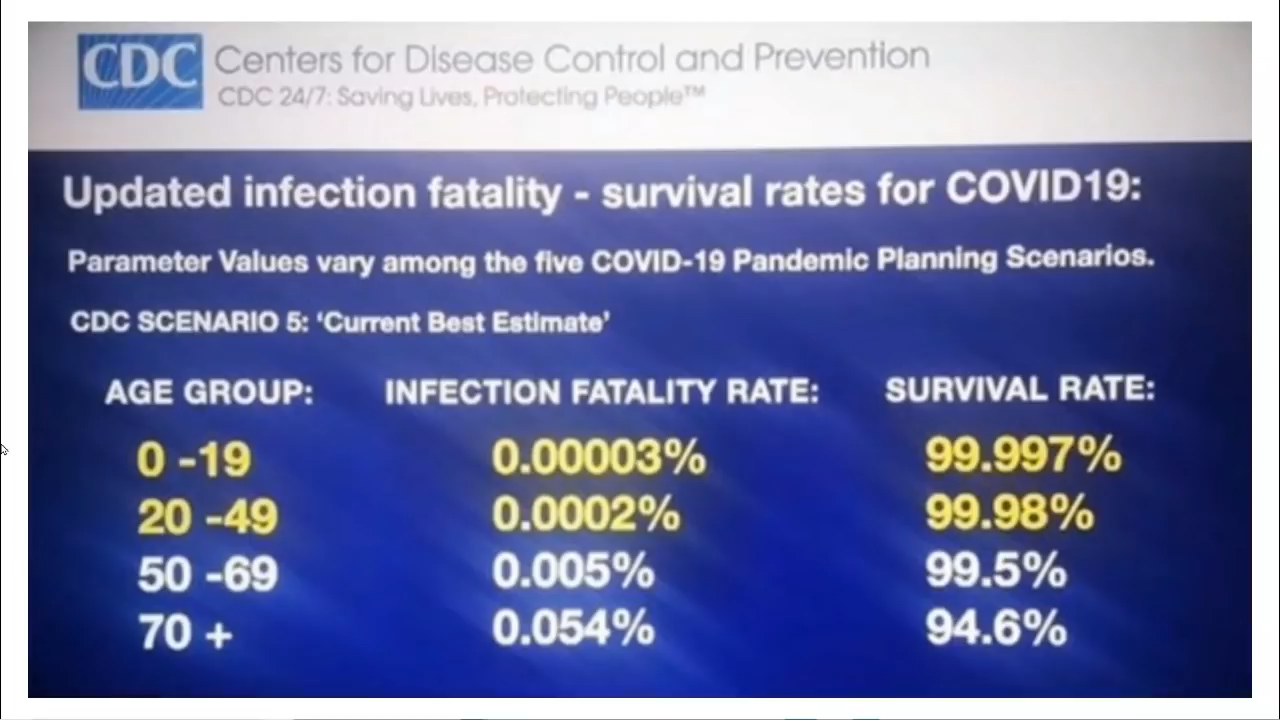 CDC Centers for Disease Control and Prevention
CDC 24/7: Saving Lives, Protecting People™
Updated infection fatality - survival rates for COVID19:
Parameter Values vary among the five COVID-19 Pandemic Planning Scenarios.
CDC SCENARIO 5: ‘Current Best Estimate’
AGE GROUP: INFECTION FATALITY RATE: SURVIVAL RATE:
0 -19 0.00003% 99.997%
20 -49 0.0002% 99.98%
50 -69 0.005% 99.5%
70 + 0.054% 94.6%